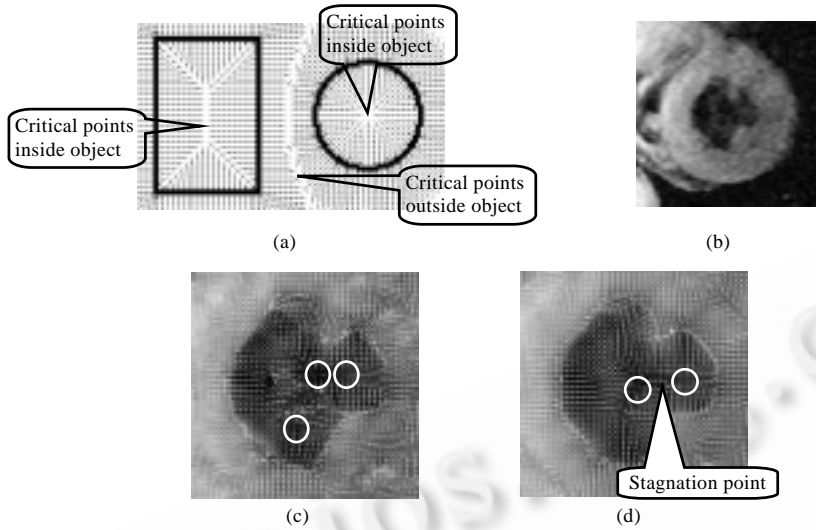 Critical points
inside object
Critical points
inside object
Critical points
outside object
(a)
(b)
Stagnation point
(c)
(d)